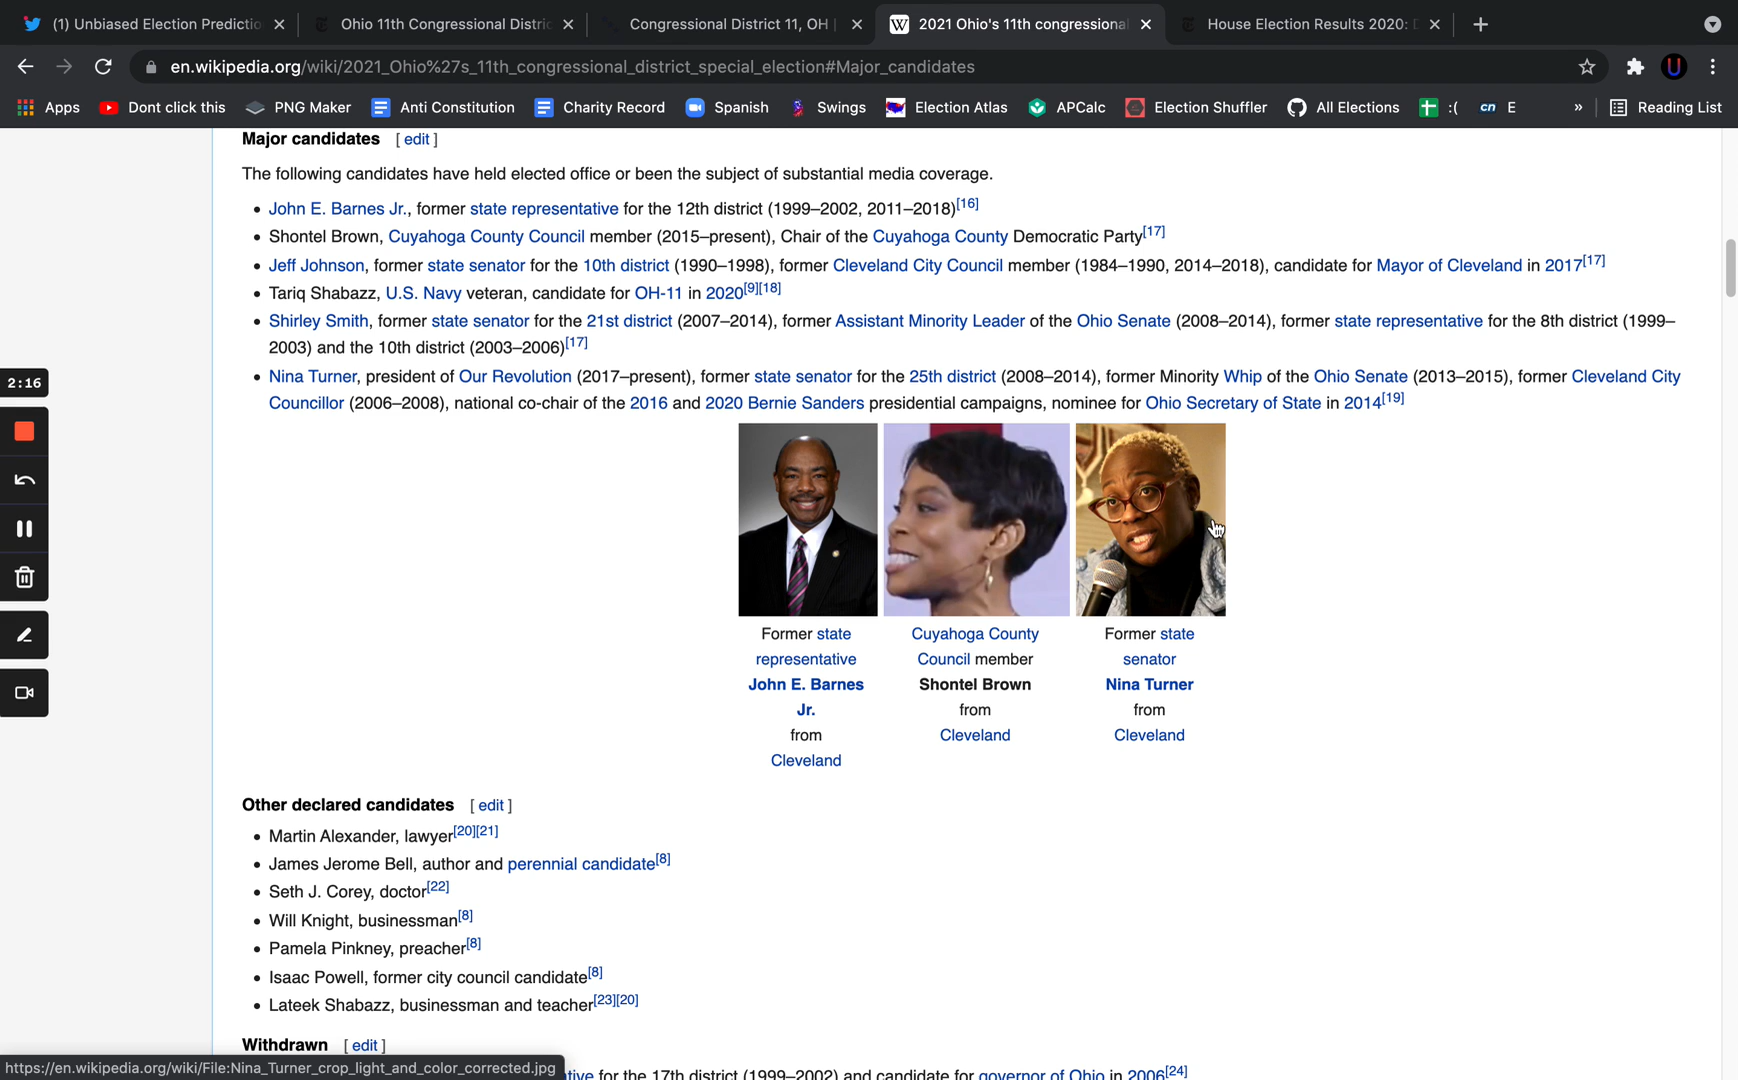 (1) Unbiased Election Predictio
Ohio 11th Congressional Distric
Congressional District 11, OH |
2021 Ohio's 11th congressional
House Election Results 2020: D
en.wikipedia.org/wiki/2021_Ohio%27s_11th_congressional_district_special_election#Major_candidates
Apps
Dont click this
PNG Maker
Anti Constitution
Charity Record
Spanish
Swings
Election Atlas
APCalc
Election Shuffler
All Elections
:(
E
»
Reading List
Major candidates [ edit ]
The following candidates have held elected office or been the subject of substantial media coverage.
• John E. Barnes Jr., former state representative for the 12th district (1999–2002, 2011–2018)[16]
• Shontel Brown, Cuyahoga County Council member (2015–present), Chair of the Cuyahoga County Democratic Party[17]
• Jeff Johnson, former state senator for the 10th district (1990–1998), former Cleveland City Council member (1984–1990, 2014–2018), candidate for Mayor of Cleveland in 2017[17]
• Tariq Shabazz, U.S. Navy veteran, candidate for OH-11 in 2020[9][18]
• Shirley Smith, former state senator for the 21st district (2007–2014), former Assistant Minority Leader of the Ohio Senate (2008–2014), former state representative for the 8th district (1999–
2003) and the 10th district (2003–2006)[17]
• Nina Turner, president of Our Revolution (2017–present), former state senator for the 25th district (2008–2014), former Minority Whip of the Ohio Senate (2013–2015), former Cleveland City
Councillor (2006–2008), national co-chair of the 2016 and 2020 Bernie Sanders presidential campaigns, nominee for Ohio Secretary of State in 2014[19]
2:16
Former state
representative
John E. Barnes
Jr.
from
Cleveland
Cuyahoga County
Council member
Shontel Brown
from
Cleveland
Former state
senator
Nina Turner
from
Cleveland
Other declared candidates [ edit ]
• Martin Alexander, lawyer[20][21]
• James Jerome Bell, author and perennial candidate[8]
• Seth J. Corey, doctor[22]
• Will Knight, businessman[8]
• Pamela Pinkney, preacher[8]
• Isaac Powell, former city council candidate[8]
• Lateek Shabazz, businessman and teacher[23][20]
Withdrawn [ edit ]
https://en.wikipedia.org/wiki/File:Nina_Turner_crop_light_and_color_corrected.jpg
tive for the 17th district (1999–2002) and candidate for governor of Ohio in 2006[24]